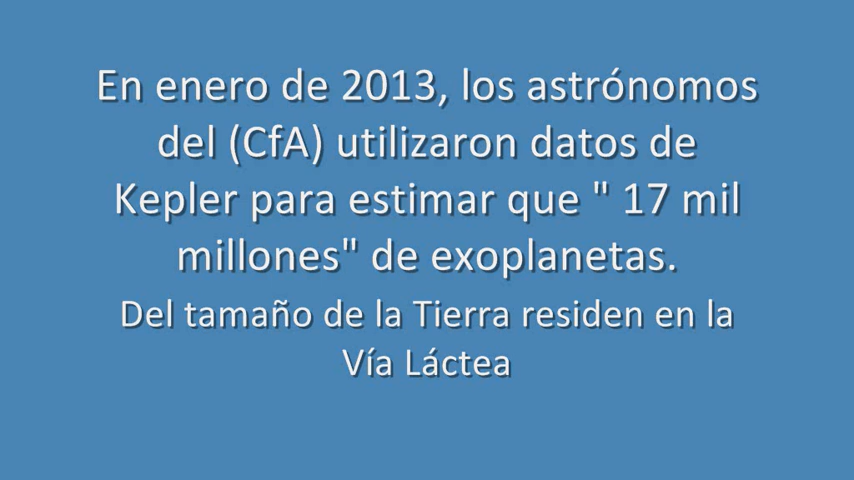 En enero de 2013, los astrónomos
del (CfA) utilizaron datos de
Kepler para estimar que " 17 mil
millones" de exoplanetas.
Del tamaño de la Tierra residen en la
Vía Láctea